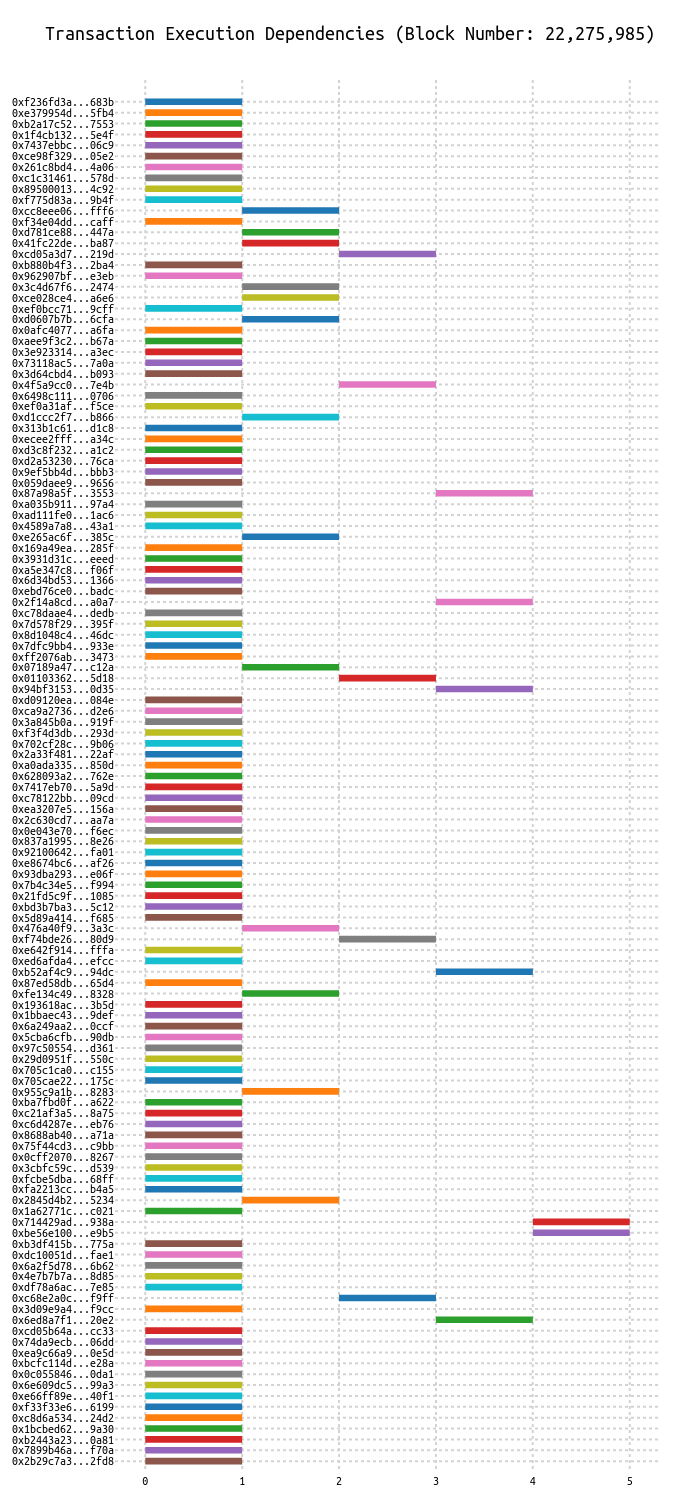 Transaction Execution Dependencies (Block Number: 22,275,985)
0xf236fd3a...683b
0xe379954d...5fb4
0xb2a17c52...7553
0x1f4cb132...5e4f
0x7437ebbc...06c9
0xce98f329...05e2
0x261c8bd4...4a06
0xc1c31461...578d
0x89500013...4c92
0xf775d83a...9b4f
0xcc8eee06...fff6
0xf34e04dd...caff
0xd781ce88...447a
0x41fc22de...ba87
0xcd05a3d7...219d
0xb880b4f3...2ba4
0x962907bf...e3eb
0x3c4d67f6...2474
0xce028ce4...a6e6
0xef0bcc71...9cff
0xd0607b7b...6cfa
0x0afc4077...a6fa
0xaee9f3c2...b67a
0x3e923314...a3ec
0x73118ac5...7a0a
0x3d64cbd4...b093
0x4f5a9cc0...7e4b
0x6498c111...0706
0xef0a31af...f5ce
0xd1ccc2f7...b866
0x313b1c61...d1c8
0xecee2fff...a34c
0xd3c8f232...a1c2
0xd2a53230...76ca
0x9ef5bb4d...bbb3
0x059daee9...9656
0x87a98a5f...3553
0xa035b911...97a4
0xad111fe0...1ac6
0x4589a7a8...43a1
0xe265ac6f...385c
0x169a49ea...285f
0x3931d31c...eeed
0xa5e347c8...f06f
0x6d34bd53...1366
0xebd76ce0...badc
0x2f14a8cd...a0a7
0xc78daae4...dedb
0x7d578f29...395f
0x8d1048c4...46dc
0x7dfc9bb4...933e
0xff2076ab...3473
0x07189a47...c12a
0x01103362...5d18
0x94bf3153...0d35
0xd09120ea...084e
0xca9a2736...d2e6
0x3a845b0a...919f
0xf3f4d3db...293d
0x702cf28c...9b06
0x2a33f481...22af
0xa0ada335...850d
0x628093a2...762e
0x7417eb70...5a9d
0xc78122bb...09cd
0xea3207e5...156a
0x2c630cd7...aa7a
0x0e043e70...f6ec
0x837a1995...8e26
0x92100642...fa01
0xe8674bc6...af26
0x93dba293...e06f
0x7b4c34e5...f994
0x21fd5c9f...1085
0xbd3b7ba3...5c12
0x5d89a414...f685
0x476a40f9...3a3c
0xf74bde26...80d9
0xe642f914...fffa
0xed6afda4...efcc
0xb52af4c9...94dc
0x87ed58db...65d4
0xfe134c49...8328
0x193618ac...3b5d
0x1bbaec43...9def
0x6a249aa2...0ccf
0x5cba6cfb...90db
0x97c50554...d361
0x29d0951f...550c
0x705c1ca0...c155
0x705cae22...175c
0x955c9a1b...8283
0xba7fbd0f...a622
0xc21af3a5...8a75
0xc6d4287e...eb76
0x8688ab40...a71a
0x75f44cd3...c9bb
0x0cff2070...8267
0x3cbfc59c...d539
0xfcbe5dba...68ff
0xfa2213cc...b4a5
0x2845d4b2...5234
0x1a62771c...c021
0x714429ad...938a
0xbe56e100...e9b5
0xb3df415b...775a
0xdc10051d...fae1
0x6a2f5d78...6b62
0x4e7b7b7a...8d85
0xdf78a6ac...7e85
0xc68e2a0c...f9ff
0x3d09e9a4...f9cc
0x6ed8a7f1...20e2
0xcd05b64a...cc33
0x74da9ecb...06dd
0xea9c66a9...0e5d
0xbcfc114d...e28a
0x0c055846...0da1
0x6e609dc5...99a3
0xe66ff89e...40f1
0xf33f33e6...6199
0xc8d6a534...24d2
0x1bcbed62...9a30
0xb2443a23...0a81
0x7899b46a...f70a
0x2b29c7a3...2fd8
0 1 2 3 4 5